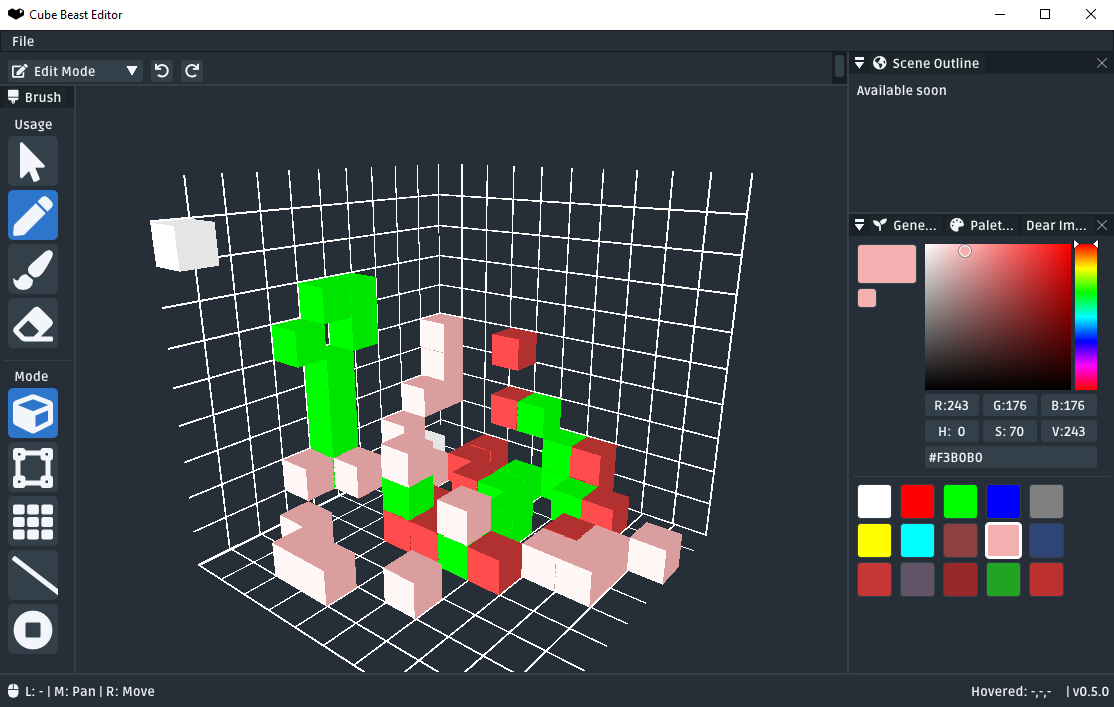 Cube Beast Editor
File
Edit Mode
Brush
Usage
Mode
Scene Outline
Available soon
Gene... Palet... Dear Im...
R:243 G:176 B:176
H: 0 S: 70 V:243
#F3B0B0
L: - | M: Pan | R: Move
Hovered: -,-,- | v0.5.0